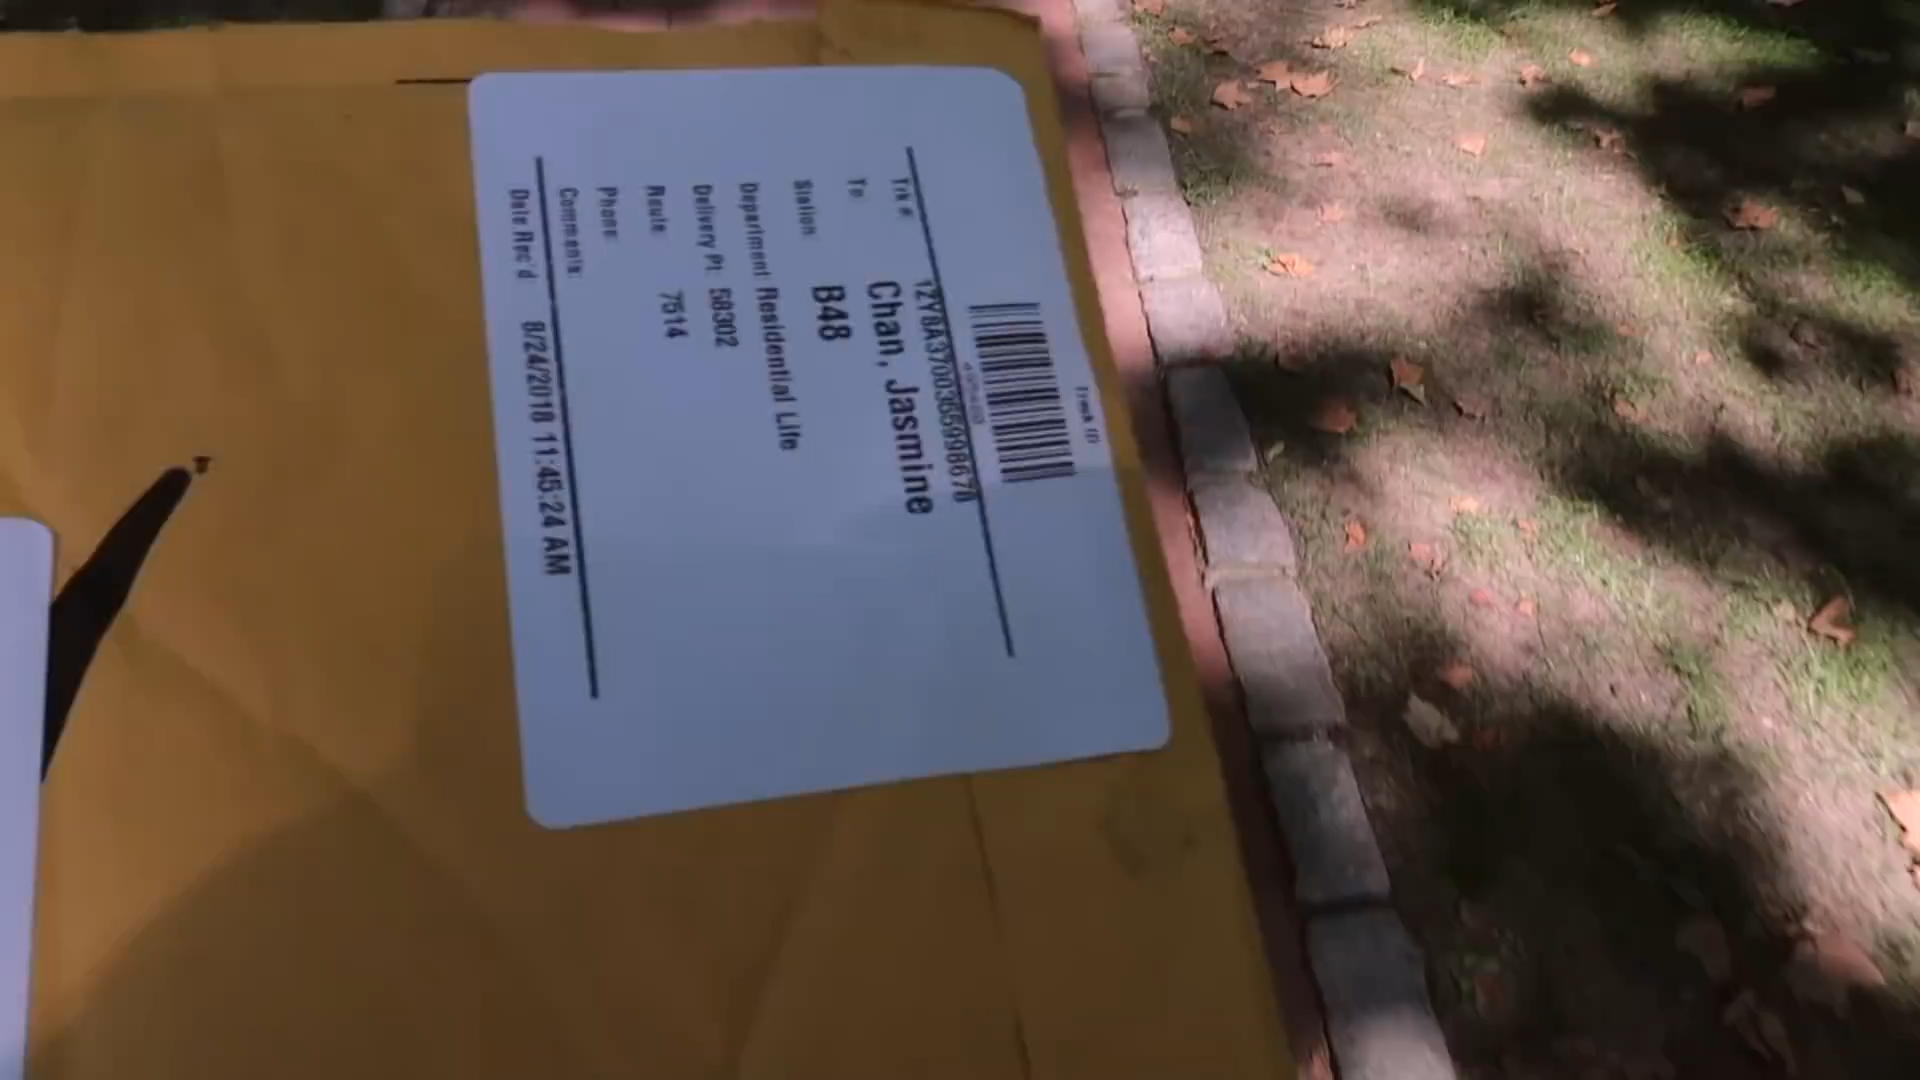 Track ID
Trk #: 1ZY8A3700365998670
To Chan, Jasmine
Station: B48
Department Residential Life
Delivery Pt: 58302
Route: 7514
Phone:
Comments:
Date Rec'd: 8/24/2018 11:45:24 AM